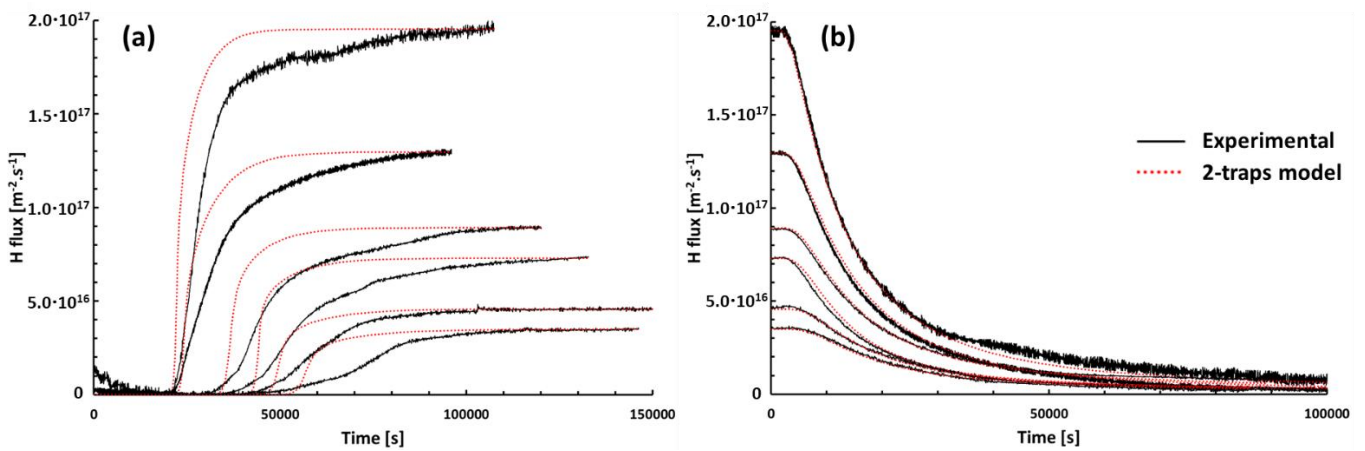 (a)
H flux [m⁻².s⁻¹]
2.0·10¹⁷
1.5·10¹⁷
1.0·10¹⁷
5.0·10¹⁶
0
0 50000 100000 150000
Time [s]
(b)
H flux [m⁻².s⁻¹]
2.0·10¹⁷
1.5·10¹⁷
1.0·10¹⁷
5.0·10¹⁶
0
0 50000 100000
Time [s]
Experimental
2-traps model